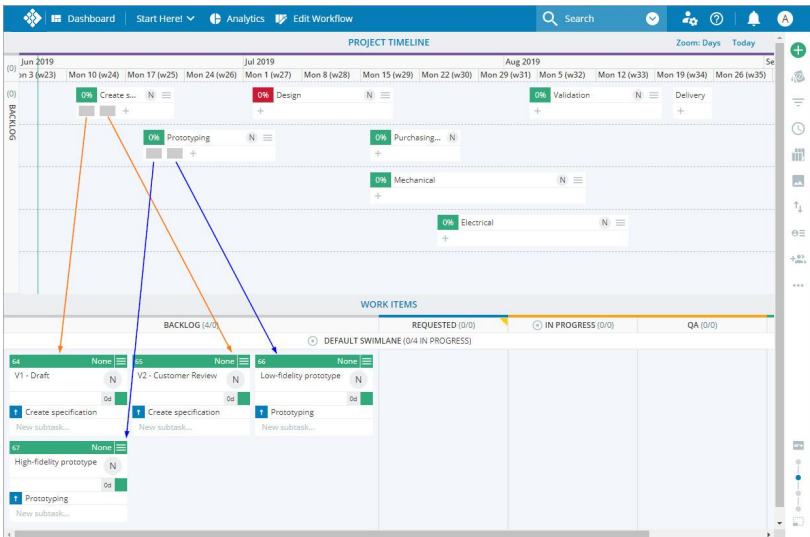 Dashboard Start Here! Analytics Edit Workflow Search A
PROJECT TIMELINE Zoom: Days Today
Jun 2019 Jul 2019 Aug 2019 Se
(0) on 3 (w23) Mon 10 (w24) Mon 17 (w25) Mon 24 (w26) Mon 1 (w27) Mon 8 (w28) Mon 15 (w29) Mon 22 (w30) Mon 29 (w31) Mon 5 (w32) Mon 12 (w33) Mon 19 (w34) Mon 26 (w35)
(0) BACKLOG
0% Create s... N 0% Design N 0% Validation N Delivery
+ + + +
0% Prototyping N 0% Purchasing... N
+ +
0% Mechanical N
+
0% Electrical N
+
WORK ITEMS
BACKLOG (4/0) REQUESTED (0/0) IN PROGRESS (0/0) QA (0/0)
DEFAULT SWIMLANE (0/4 IN PROGRESS)
64 None 65 None 66 None
V1 - Draft N V2 - Customer Review N Low-fidelity prototype N
0d 0d 0d
Create specification Create specification Prototyping
New subtask... New subtask... New subtask...
67 None
High-fidelity prototype N
0d
Prototyping
New subtask...